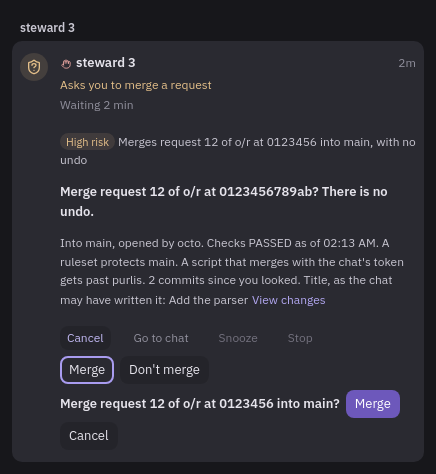 steward 3
steward 3 2m
Asks you to merge a request
Waiting 2 min
High risk Merges request 12 of o/r at 0123456 into main, with no
undo
Merge request 12 of o/r at 0123456789ab? There is no
undo.
Into main, opened by octo. Checks PASSED as of 02:13 AM. A
ruleset protects main. A script that merges with the chat's token
gets past purlis. 2 commits since you looked. Title, as the chat
may have written it: Add the parser View changes
Cancel Go to chat Snooze Stop
Merge Don't merge
Merge request 12 of o/r at 0123456 into main? Merge
Cancel